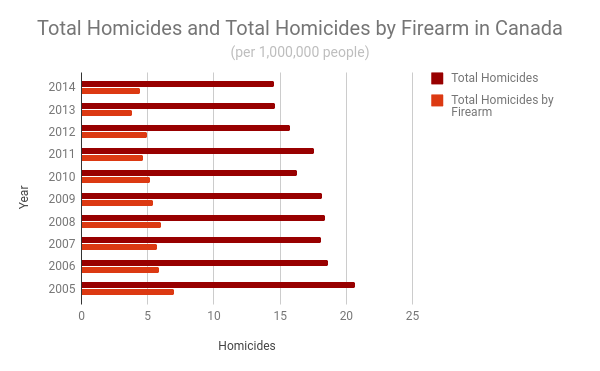 Total Homicides and Total Homicides by Firearm in Canada
(per 1,000,000 people)
Total Homicides
Total Homicides by
Firearm
Year
2014
2013
2012
2011
2010
2009
2008
2007
2006
2005
0 5 10 15 20 25
Homicides